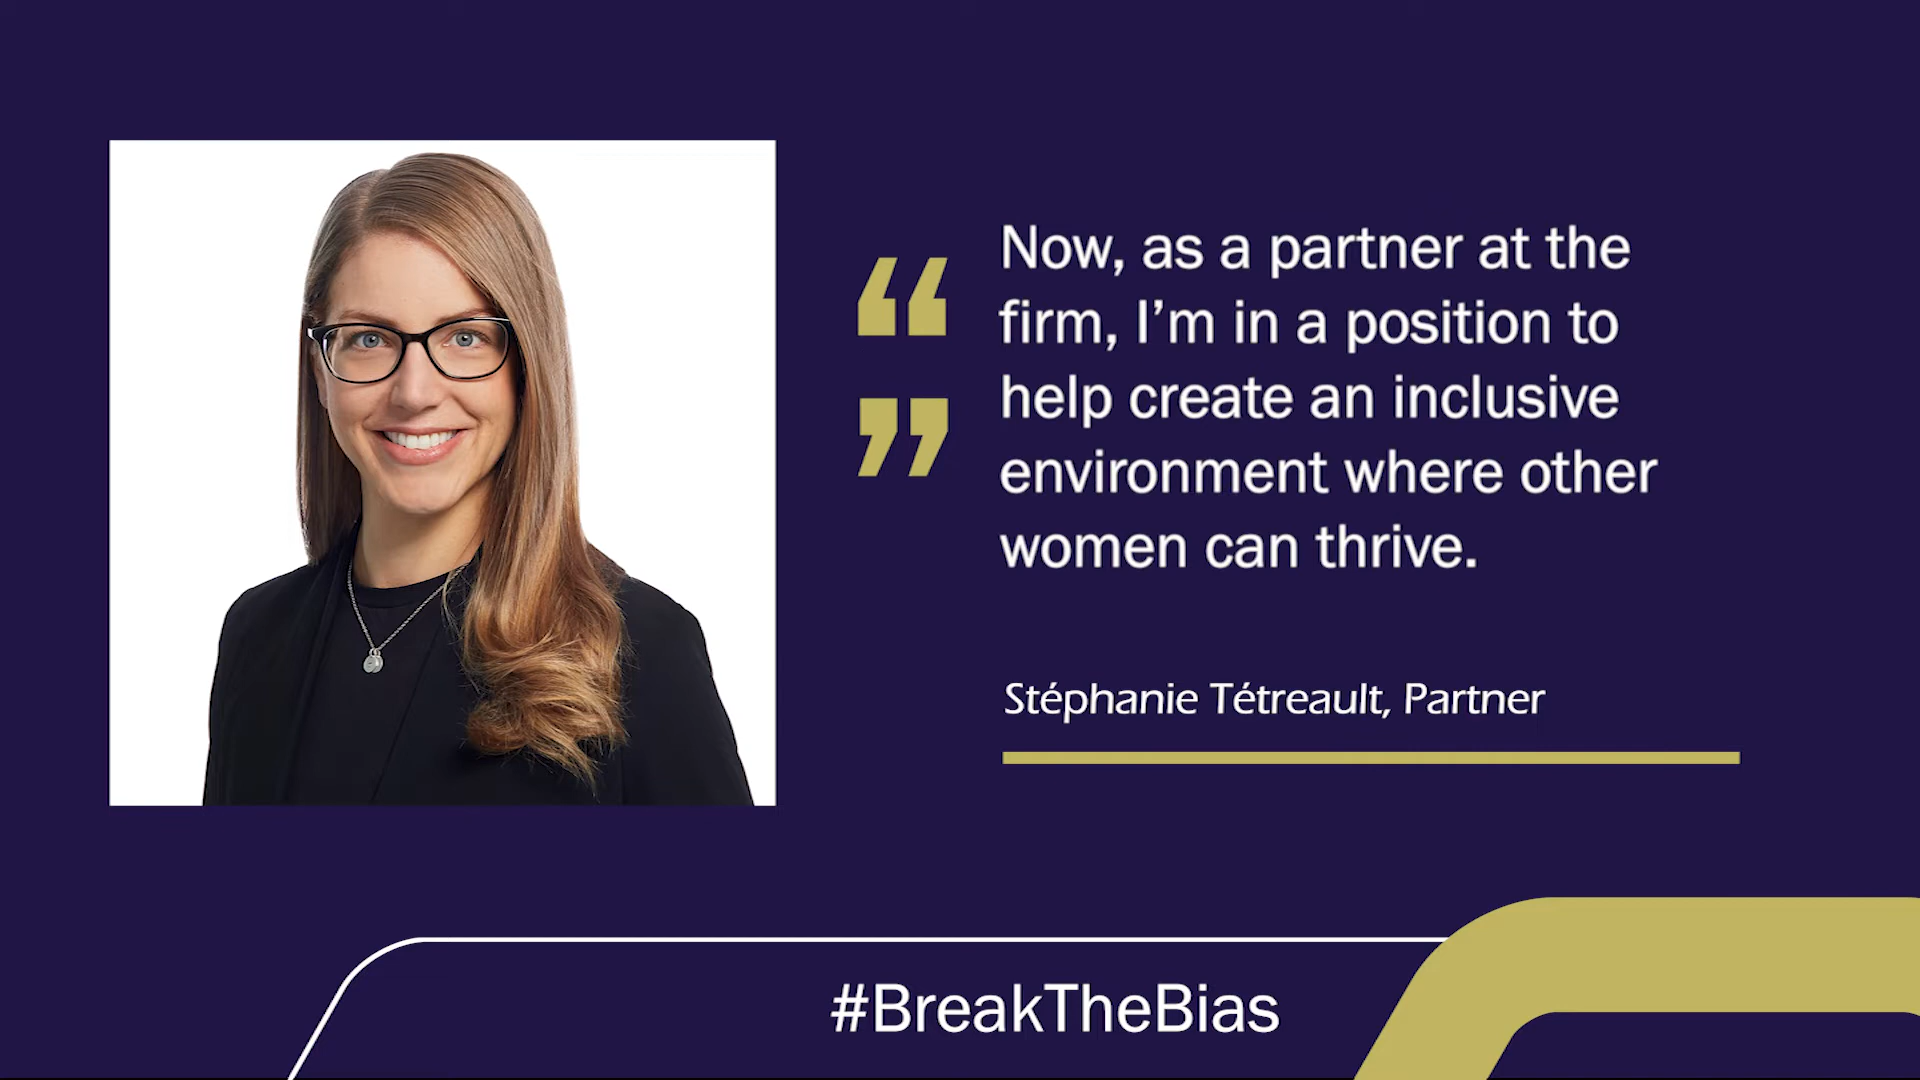 “
”
Now, as a partner at the
firm, I’m in a position to
help create an inclusive
environment where other
women can thrive.
Stéphanie Tétreault, Partner
#BreakTheBias